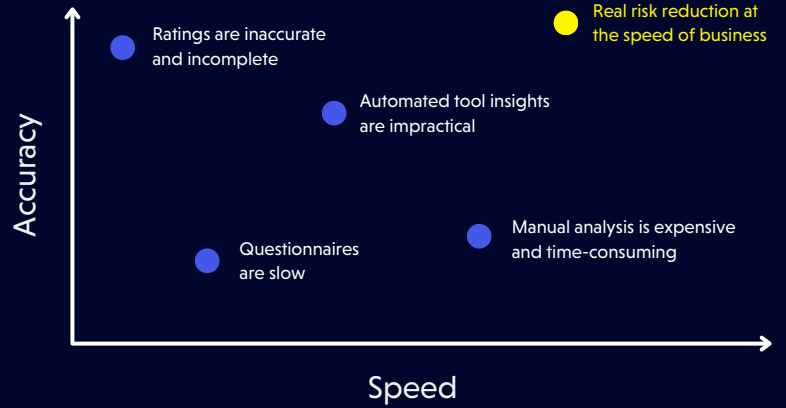 Real risk reduction at
the speed of business
Ratings are inaccurate
and incomplete
Automated tool insights
are impractical
Accuracy
Manual analysis is expensive
and time-consuming
Questionnaires
are slow
Speed